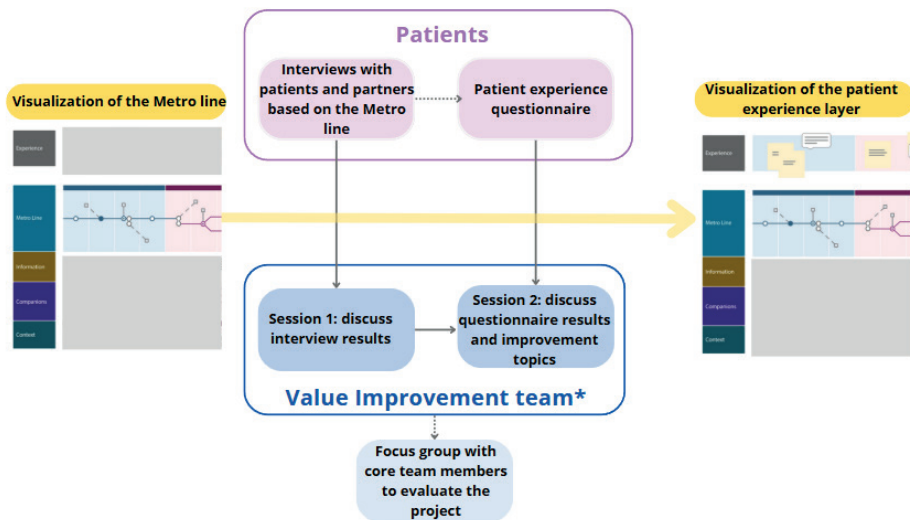 Patients
Interviews with
patients and partners
based on the Metro
line
Patient experience
questionnaire
Visualization of the Metro line
Experience
Metro Line
Information
Companions
Context
Visualization of the patient
experience layer
Experience
Metro Line
Information
Companions
Context
Session 1: discuss
interview results
Session 2: discuss
questionnaire results
and improvement
topics
Value Improvement team*
Focus group with
core team members
to evaluate the
project